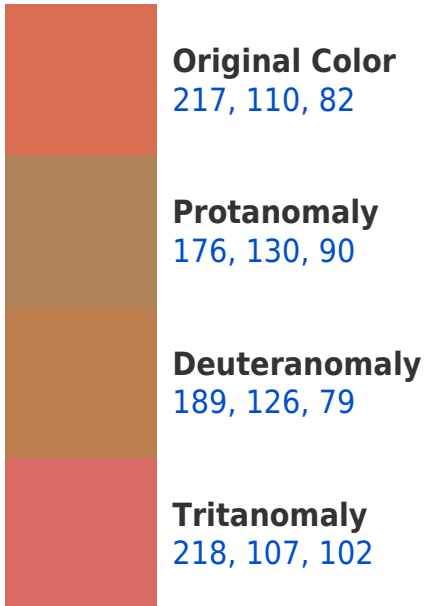 Original Color
217, 110, 82
Protanomaly
176, 130, 90
Deuteranomaly
189, 126, 79
Tritanomaly
218, 107, 102